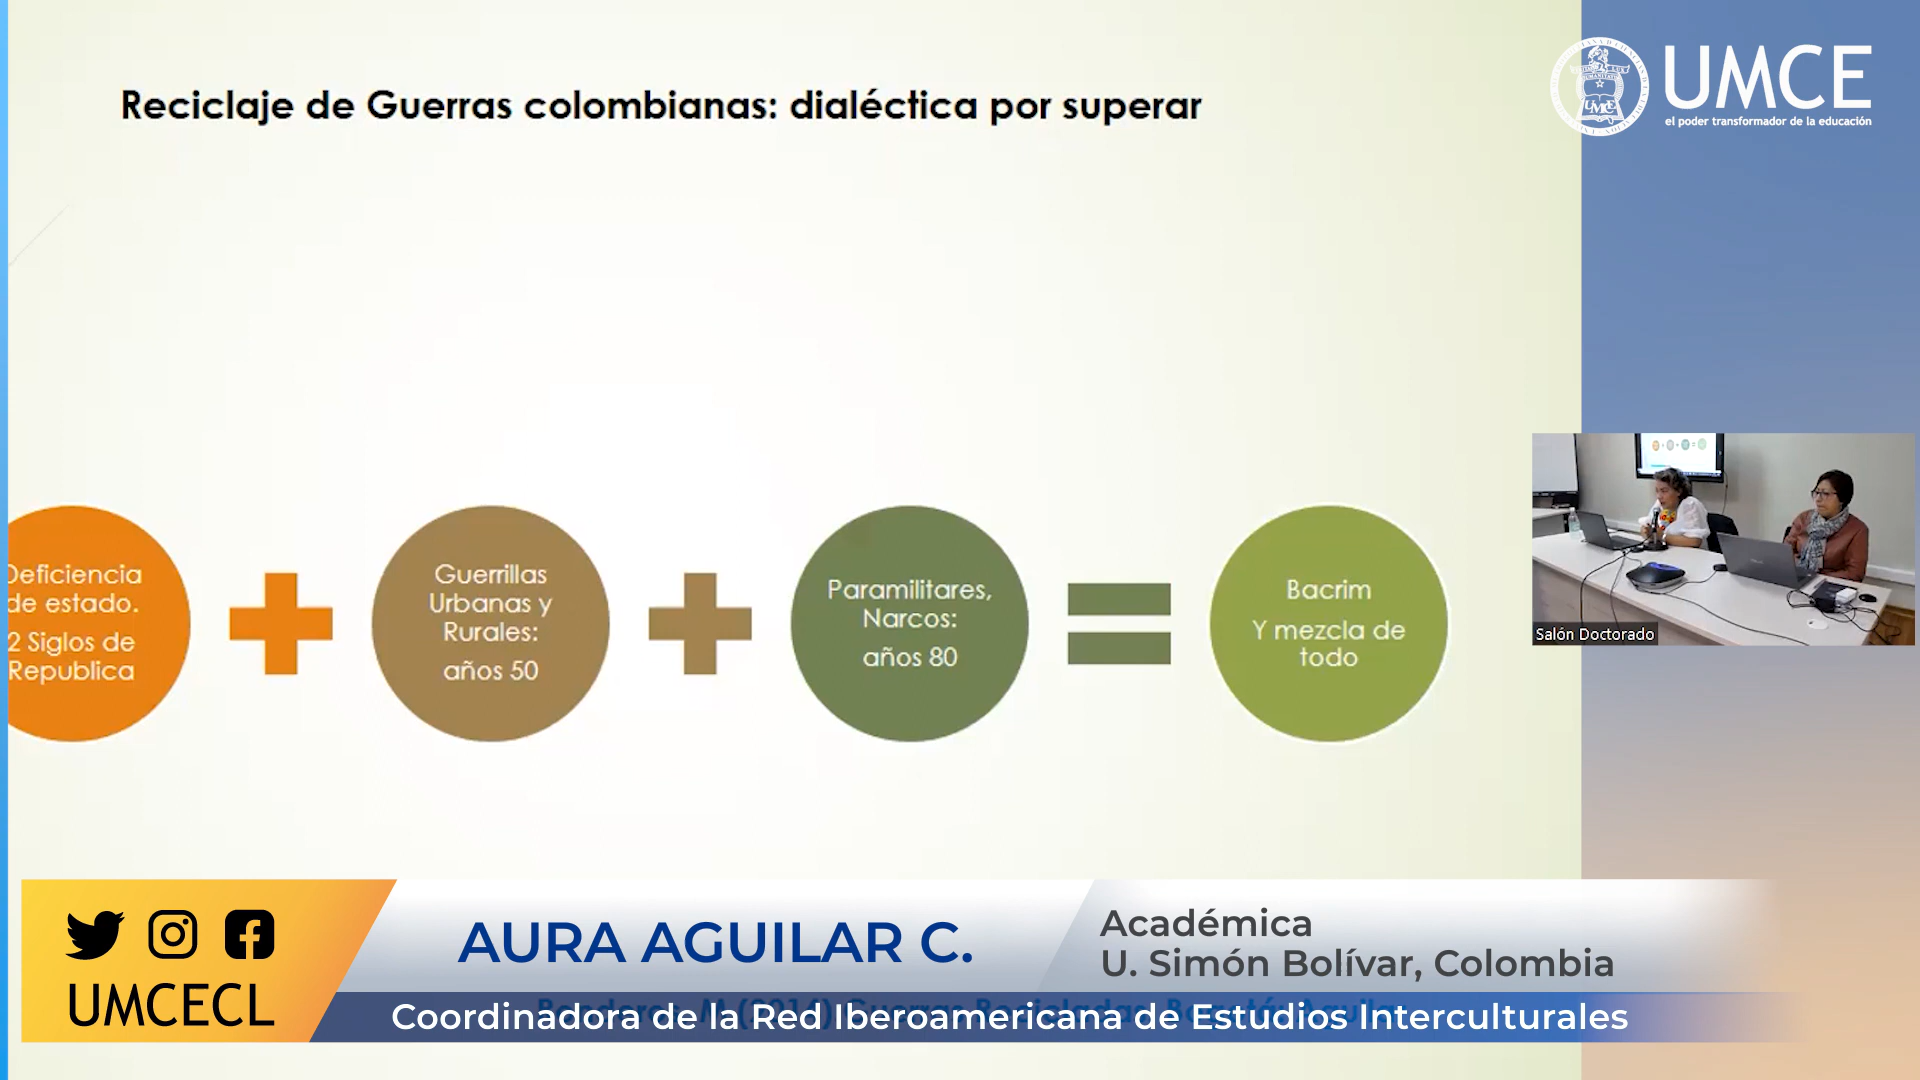 Reciclaje de Guerras colombianas: dialéctica por superar
UMCE
el poder transformador de la educación
Deficiencia
de estado.
2 Siglos de
Republica
Guerrillas
Urbanas y
Rurales:
años 50
Paramilitares,
Narcos:
años 80
Bacrim
Y mezcla de
todo
Salón Doctorado
UMCECL
AURA AGUILAR C.
Académica
U. Simón Bolívar, Colombia
Coordinadora de la Red Iberoamericana de Estudios Interculturales